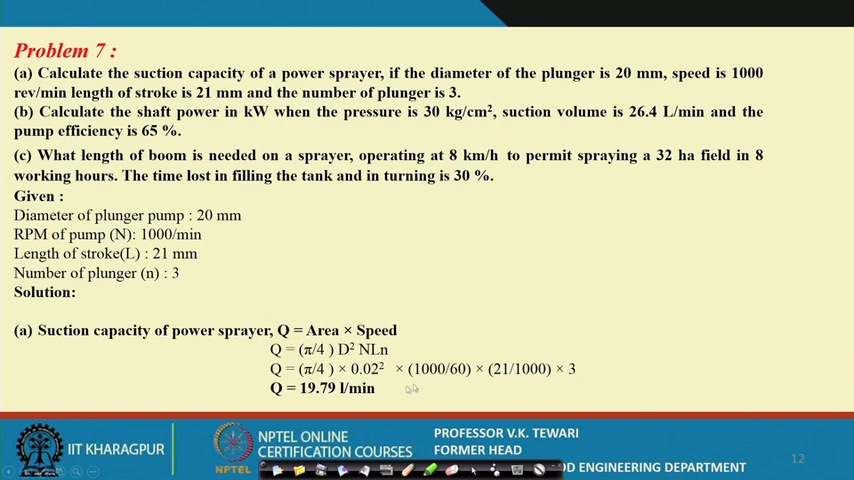 Problem 7 :
(a) Calculate the suction capacity of a power sprayer, if the diameter of the plunger is 20 mm, speed is 1000
rev/min length of stroke is 21 mm and the number of plunger is 3.
(b) Calculate the shaft power in kW when the pressure is 30 kg/cm², suction volume is 26.4 L/min and the
pump efficiency is 65 %.
(c) What length of boom is needed on a sprayer, operating at 8 km/h to permit spraying a 32 ha field in 8
working hours. The time lost in filling the tank and in turning is 30 %.
Given :
Diameter of plunger pump : 20 mm
RPM of pump (N): 1000/min
Length of stroke(L) : 21 mm
Number of plunger (n) : 3
Solution:
(a) Suction capacity of power sprayer, Q = Area × Speed
Q = (π/4 ) D² NLn
Q = (π/4 ) × 0.02² × (1000/60) × (21/1000) × 3
Q = 19.79 l/min
IIT KHARAGPUR
NPTEL
NPTEL ONLINE
CERTIFICATION COURSES
PROFESSOR V.K. TEWARI
FORMER HEAD
OD ENGINEERING DEPARTMENT
12